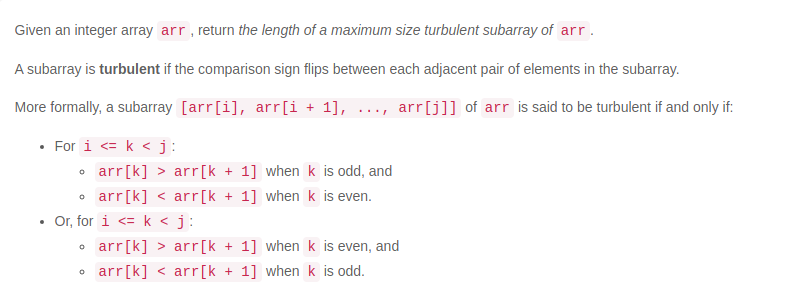 Given an integer array arr, return the length of a maximum size turbulent subarray of arr.
A subarray is turbulent if the comparison sign flips between each adjacent pair of elements in the subarray.
More formally, a subarray [arr[i], arr[i + 1], ..., arr[j]] of arr is said to be turbulent if and only if:
• For i <= k < j:
◦ arr[k] > arr[k + 1] when k is odd, and
◦ arr[k] < arr[k + 1] when k is even.
• Or, for i <= k < j:
◦ arr[k] > arr[k + 1] when k is even, and
◦ arr[k] < arr[k + 1] when k is odd.